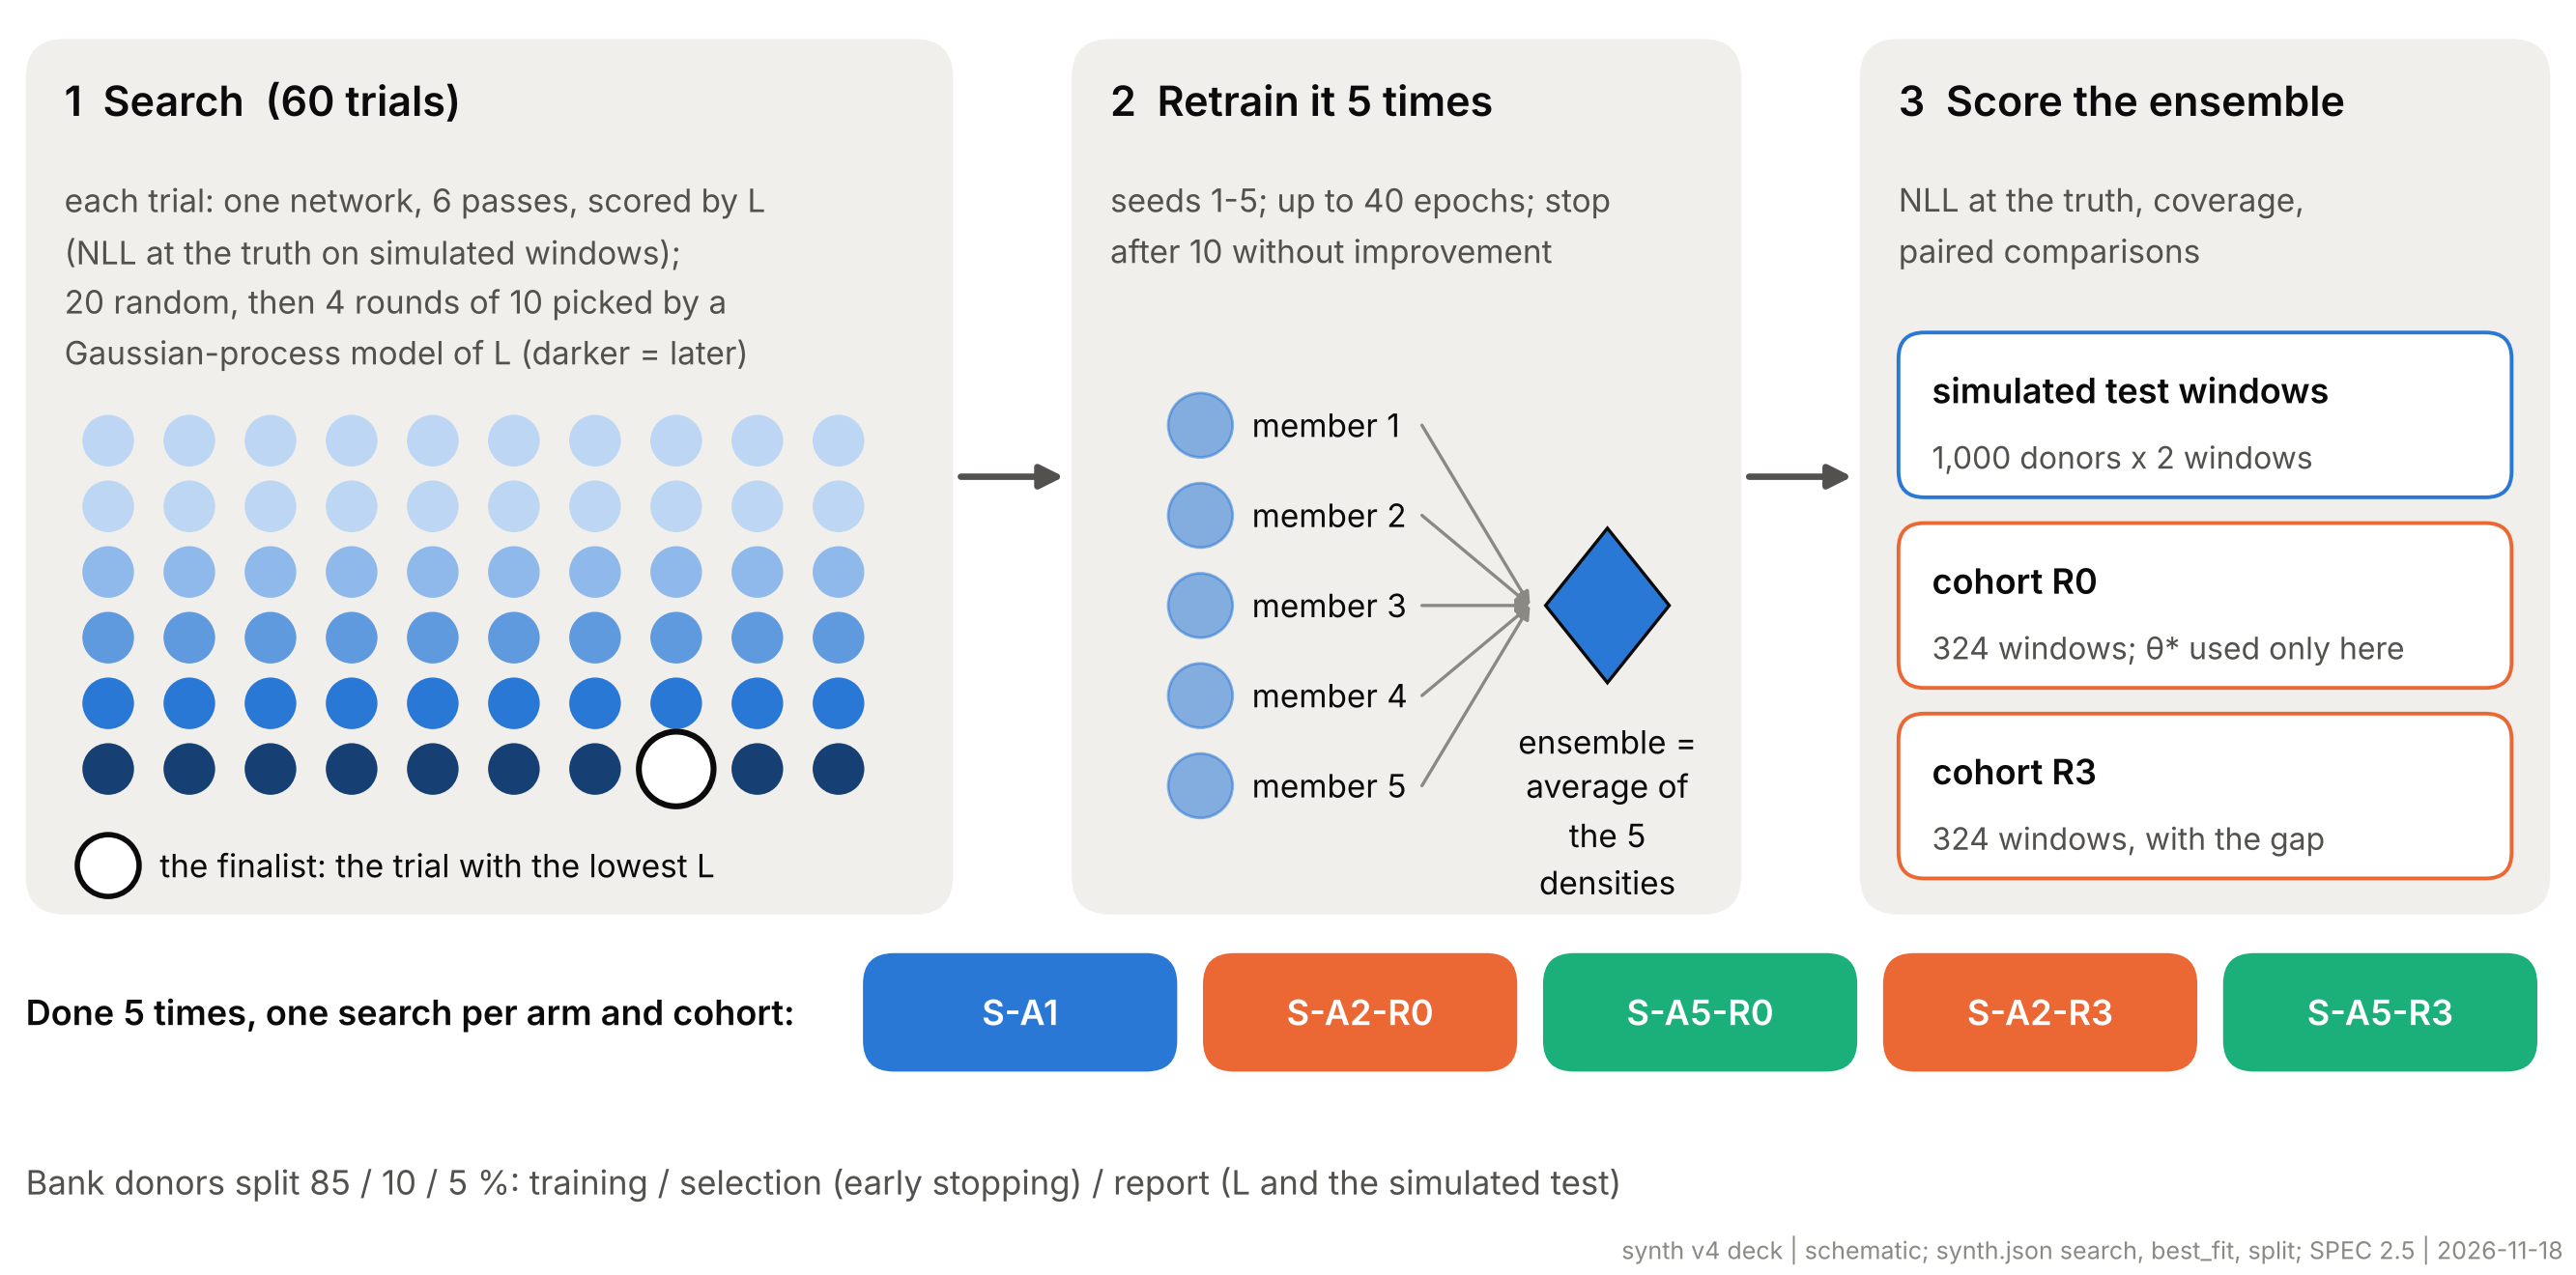 1 Search (60 trials)
each trial: one network, 6 passes, scored by L
(NLL at the truth on simulated windows);
20 random, then 4 rounds of 10 picked by a
Gaussian-process model of L (darker = later)
the finalist: the trial with the lowest L
2 Retrain it 5 times
seeds 1-5; up to 40 epochs; stop
after 10 without improvement
member 1
member 2
member 3
member 4
member 5
ensemble =
average of
the 5
densities
3 Score the ensemble
NLL at the truth, coverage,
paired comparisons
simulated test windows
1,000 donors x 2 windows
cohort R0
324 windows; θ* used only here
cohort R3
324 windows, with the gap
Done 5 times, one search per arm and cohort:
S-A1
S-A2-R0
S-A5-R0
S-A2-R3
S-A5-R3
Bank donors split 85 / 10 / 5 %: training / selection (early stopping) / report (L and the simulated test)
synth v4 deck | schematic; synth.json search, best_fit, split; SPEC 2.5 | 2026-11-18